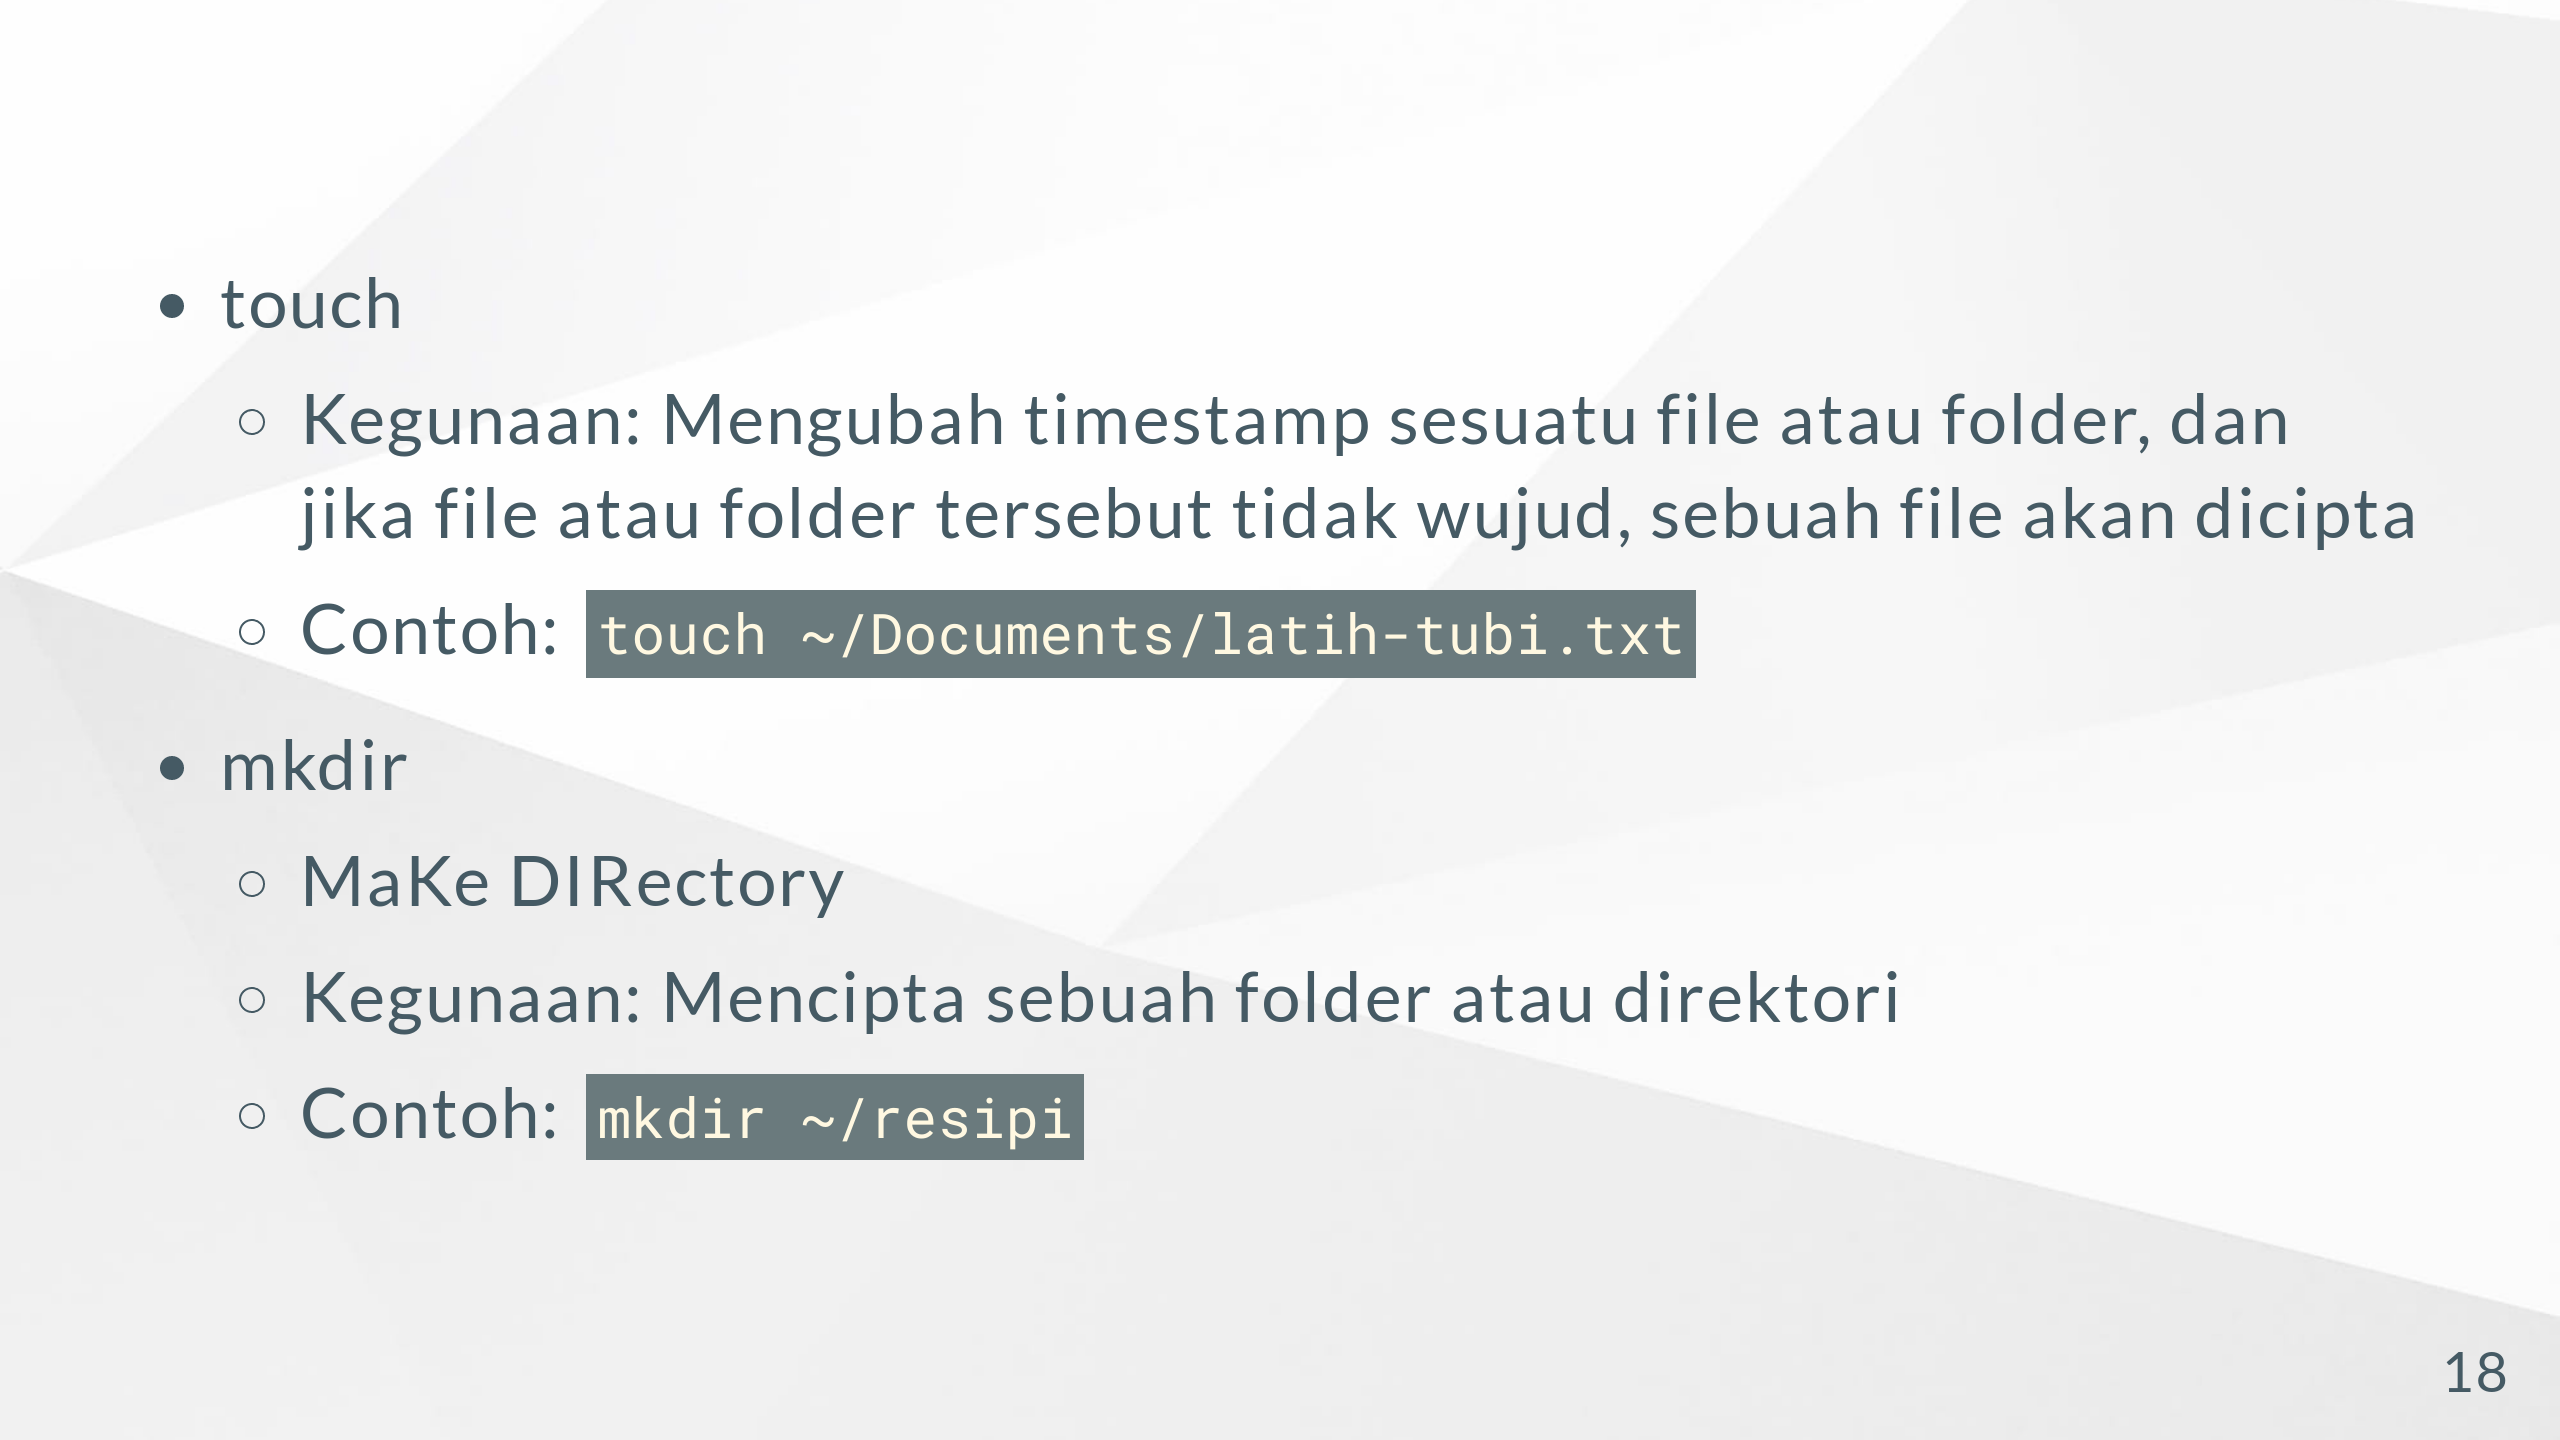 touch
Kegunaan: Mengubah timestamp sesuatu file atau folder, dan
jika file atau folder tersebut tidak wujud, sebuah file akan dicipta
Contoh: touch ~/Documents/latih-tubi.txt
mkdir
MaKe DIRectory
Kegunaan: Mencipta sebuah folder atau direktori
Contoh: mkdir ~/resipi
18